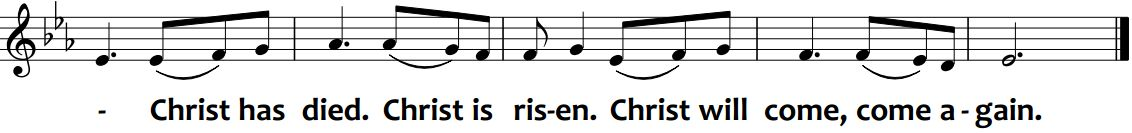 - Christ has died. Christ is ris-en. Christ will come, come a-gain.